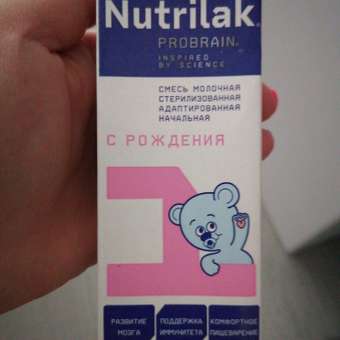 Nutrilak®
PROBRAIN®
INSPIRED
BY SCIENCE
СМЕСЬ МОЛОЧНАЯ
СТЕРИЛИЗОВАННАЯ
АДАПТИРОВАННАЯ
НАЧАЛЬНАЯ
С РОЖДЕНИЯ
1
РАЗВИТИЕ
МОЗГА
ПОДДЕРЖКА
ИММУНИТЕТА
КОМФОРТНОЕ
ПИЩЕВАРЕНИЕ